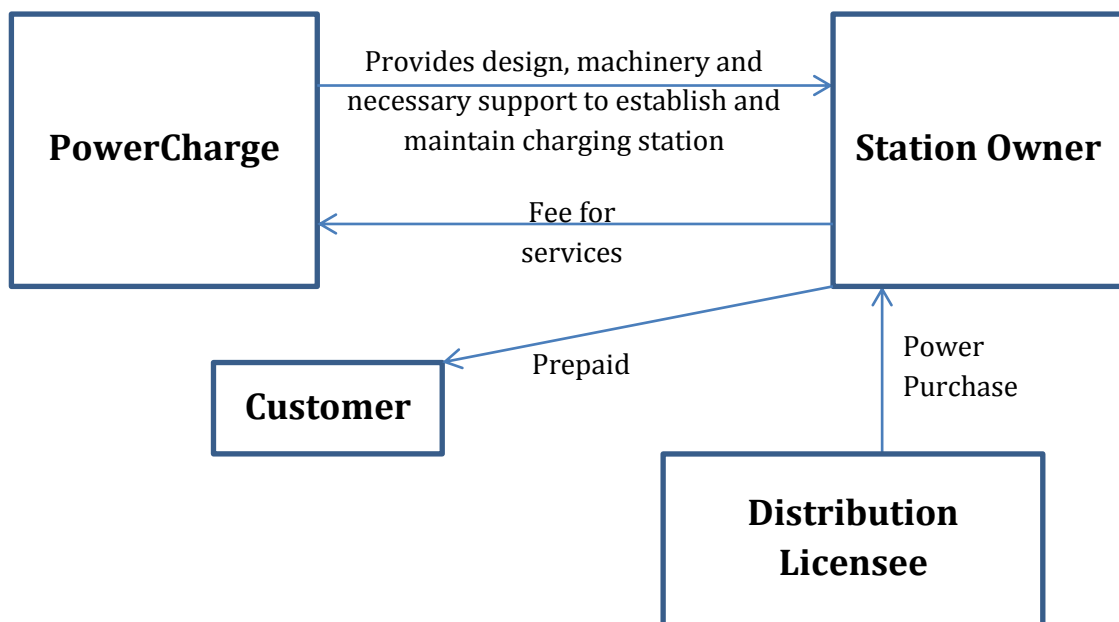 PowerCharge
Provides design, machinery and
necessary support to establish and
maintain charging station
Station Owner
Fee for
services
Prepaid
Power
Purchase
Customer
Distribution
Licensee